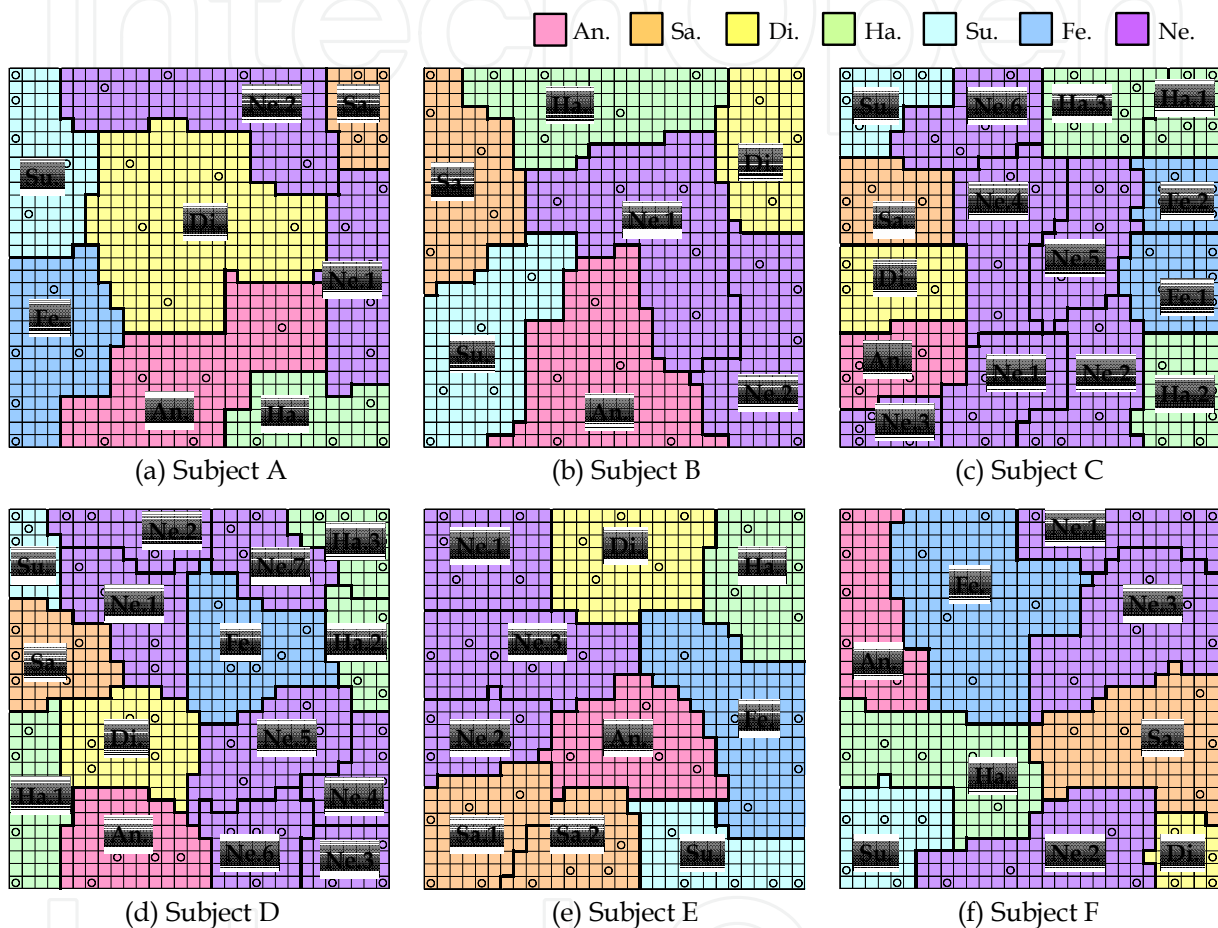 InTechOpen
An. Sa. Di. Ha. Su. Fe. Ne.
Ne.2 Sa.
Su.
Di.
Ne.1
Fe.
An. Ha.
(a) Subject A
Ha.
Di.
Sa.
Ne.1
Su.
Ne.2
An.
(b) Subject B
Su. Ne.6 Ha.3 Ha.1
Sa. Ne.4 Fe.2
Di. Ne.5
Fe.1
An. Ne.1 Ne.2
Ha.2
Ne.3
(c) Subject C
Ne.2 Ha.3
Su. Ne.7
Ne.1
Sa. Fe. Ha.2
Di. Ne.5
Ha.1 Ne.4
An. Ne.6 Ne.3
(d) Subject D
Ne.1 Di. Ha.
Ne.3
Fe.
Ne.2 An.
Sa.1 Sa.2 Su.
(e) Subject E
Ne.1
Fe. Ne.3
An.
Sa.
Ha.
Su. Ne.2 Di.
(f) Subject F